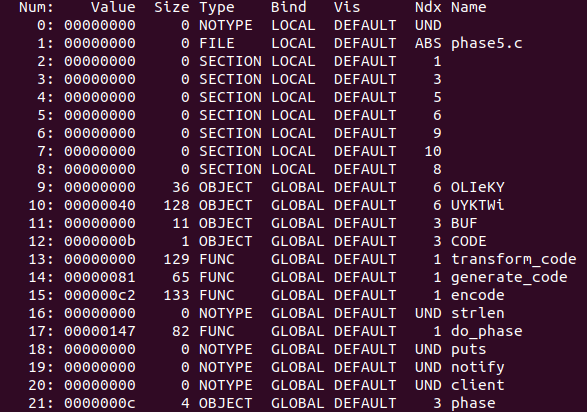 Num: Value Size Type Bind Vis Ndx Name
0: 00000000 0 NOTYPE LOCAL DEFAULT UND
1: 00000000 0 FILE LOCAL DEFAULT ABS phase5.c
2: 00000000 0 SECTION LOCAL DEFAULT 1
3: 00000000 0 SECTION LOCAL DEFAULT 3
4: 00000000 0 SECTION LOCAL DEFAULT 5
5: 00000000 0 SECTION LOCAL DEFAULT 6
6: 00000000 0 SECTION LOCAL DEFAULT 9
7: 00000000 0 SECTION LOCAL DEFAULT 10
8: 00000000 0 SECTION LOCAL DEFAULT 8
9: 00000000 36 OBJECT GLOBAL DEFAULT 6 OLIeKY
10: 00000040 128 OBJECT GLOBAL DEFAULT 6 UYKTWi
11: 00000000 11 OBJECT GLOBAL DEFAULT 3 BUF
12: 0000000b 1 OBJECT GLOBAL DEFAULT 3 CODE
13: 00000000 129 FUNC GLOBAL DEFAULT 1 transform_code
14: 00000081 65 FUNC GLOBAL DEFAULT 1 generate_code
15: 000000c2 133 FUNC GLOBAL DEFAULT 1 encode
16: 00000000 0 NOTYPE GLOBAL DEFAULT UND strlen
17: 00000147 82 FUNC GLOBAL DEFAULT 1 do_phase
18: 00000000 0 NOTYPE GLOBAL DEFAULT UND puts
19: 00000000 0 NOTYPE GLOBAL DEFAULT UND notify
20: 00000000 0 NOTYPE GLOBAL DEFAULT UND client
21: 0000000c 4 OBJECT GLOBAL DEFAULT 3 phase